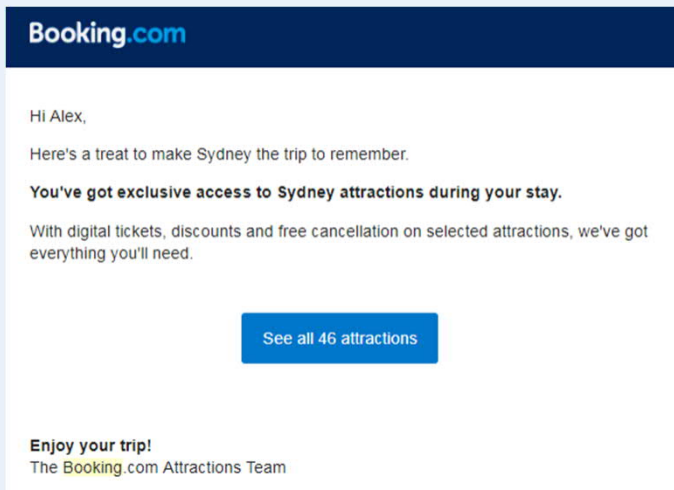 Booking.com
Hi Alex,
Here's a treat to make Sydney the trip to remember.
You've got exclusive access to Sydney attractions during your stay.
With digital tickets, discounts and free cancellation on selected attractions, we've got
everything you'll need.
See all 46 attractions
Enjoy your trip!
The Booking.com Attractions Team